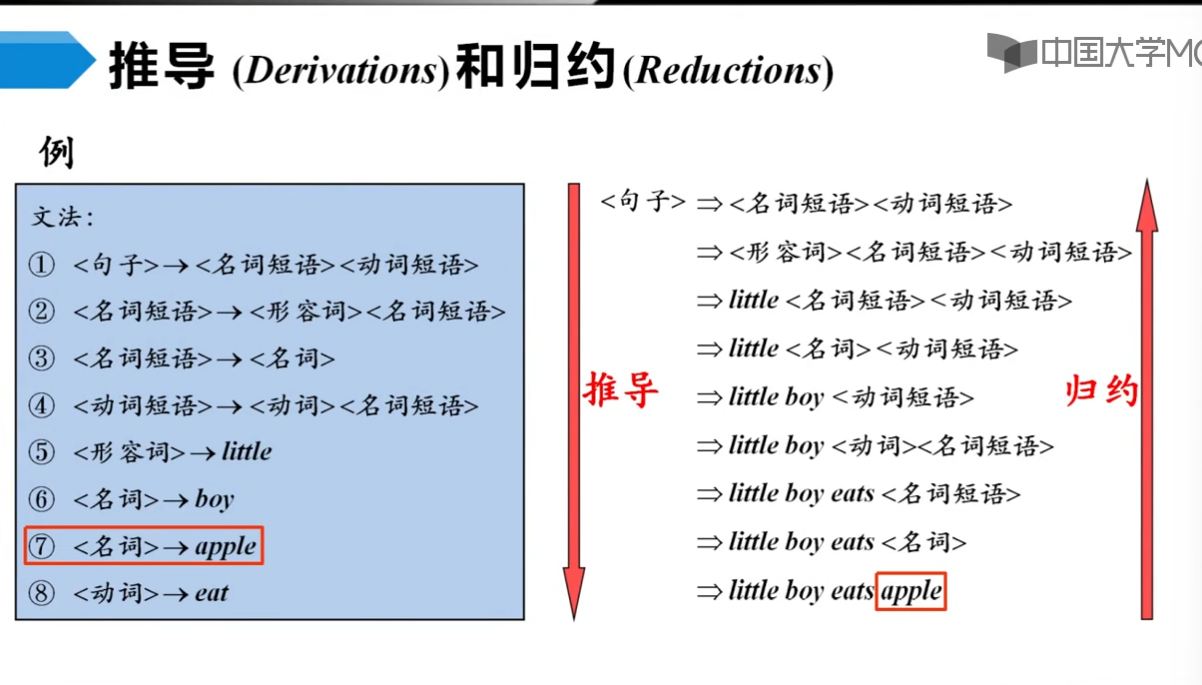 推导 (Derivations)和归约(Reductions)
中国大学MO
例
文法：
① <句子>→<名词短语><动词短语>
② <名词短语>→<形容词><名词短语>
③ <名词短语>→<名词>
④ <动词短语>→<动词><名词短语>
⑤ <形容词>→little
⑥ <名词>→boy
⑦ <名词>→apple
⑧ <动词>→eat
推导
<句子> ⇒<名词短语><动词短语>
⇒<形容词><名词短语><动词短语>
⇒little <名词短语><动词短语>
⇒little <名词><动词短语>
⇒little boy <动词短语>
⇒little boy <动词><名词短语>
⇒little boy eats <名词短语>
⇒little boy eats <名词>
⇒little boy eats apple
归约